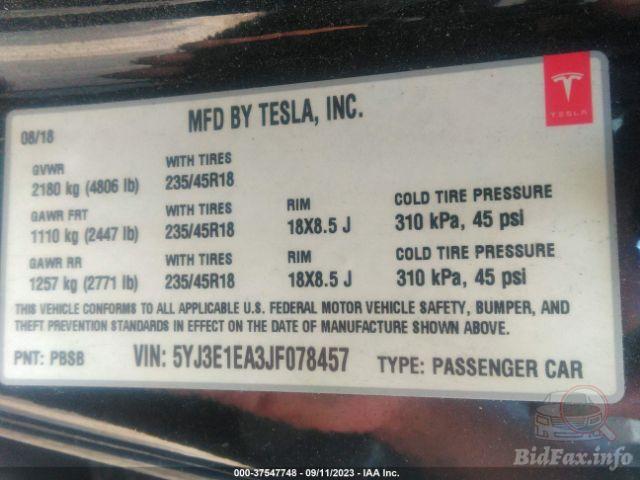 TESLA
MFD BY TESLA, INC.
08/18
GVWR WITH TIRES
2180 kg (4806 lb) 235/45R18
GAWR FRT WITH TIRES RIM COLD TIRE PRESSURE
1110 kg (2447 lb) 235/45R18 18X8.5 J 310 kPa, 45 psi
GAWR RR WITH TIRES RIM COLD TIRE PRESSURE
1257 kg (2771 lb) 235/45R18 18X8.5 J 310 kPa, 45 psi
THIS VEHICLE CONFORMS TO ALL APPLICABLE U.S. FEDERAL MOTOR VEHICLE SAFETY, BUMPER, AND
THEFT PREVENTION STANDARDS IN EFFECT ON THE DATE OF MANUFACTURE SHOWN ABOVE.
PNT: PBSB VIN: 5YJ3E1EA3JF078457 TYPE: PASSENGER CAR
BidFax.info
000-37547748 - 09/11/2023 - IAA Inc.